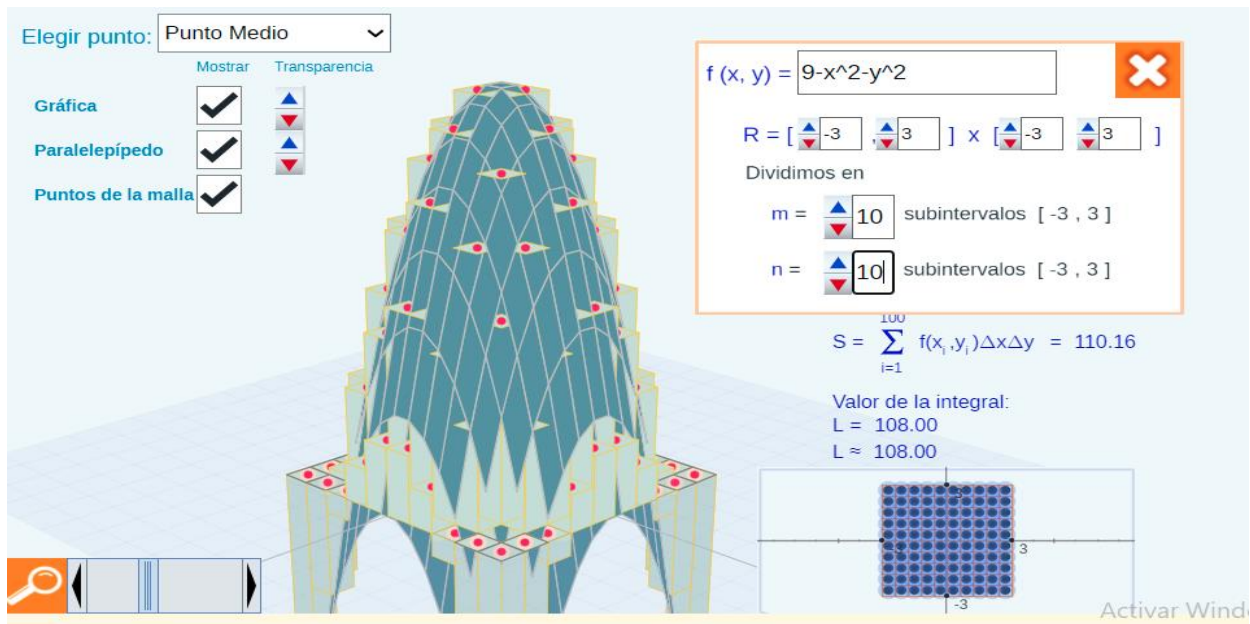 Elegir punto: Punto Medio
Mostrar Transparencia
Gráfica
Paralelepípedo
Puntos de la malla
f (x, y) = 9-x^2-y^2
R = [ -3 , 3 ] x [ -3 3 ]
Dividimos en
m = 10 subintervalos [ -3 , 3 ]
n = 10 subintervalos [ -3 , 3 ]
100
S = ∑ f(xᵢ ,yᵢ )△x△y = 110.16
i=1
Valor de la integral:
L = 108.00
L ≈ 108.00
3
-3
Activar Wind